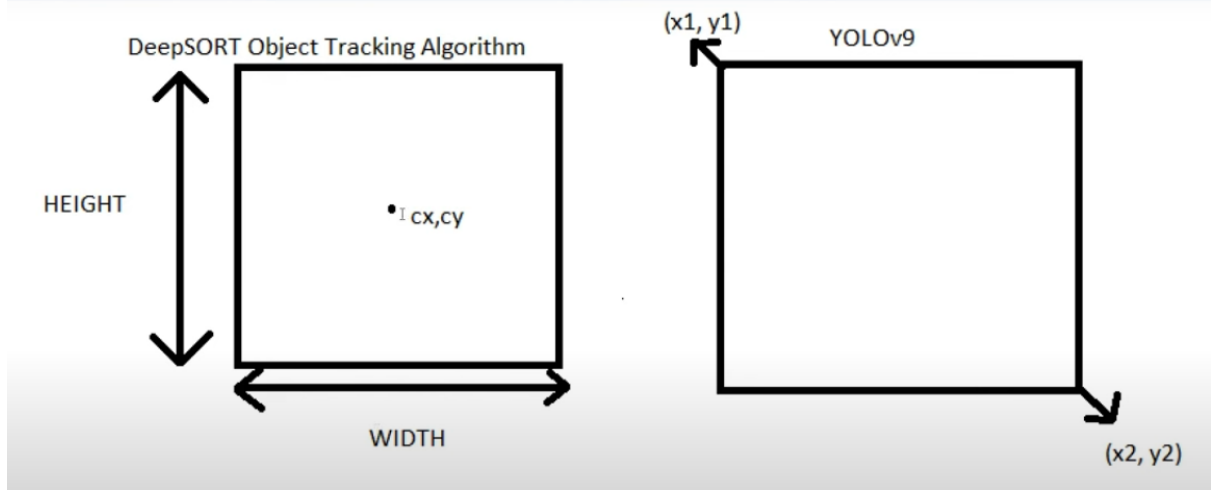 DeepSORT Object Tracking Algorithm
HEIGHT
cx,cy
WIDTH
(x1, y1)
YOLOv9
(x2, y2)